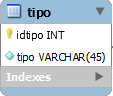 tipo
idtipo INT
tipo VARCHAR(45)
Indexes